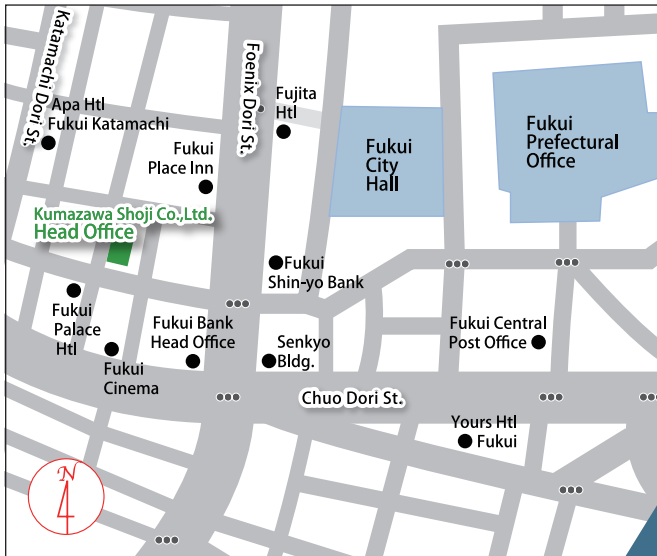 Katamachi Dori St.
Foenix Dori St.
Apa Htl
Fukui Katamachi
Fujita
Htl
Fukui
Place Inn
Fukui
City
Hall
Fukui
Prefectural
Office
Kumazawa Shoji Co.,Ltd.
Head Office
Fukui
Shin-yo Bank
Fukui
Palace
Htl
Fukui
Cinema
Fukui Bank
Head Office
Senkyo
Bldg.
Fukui Central
Post Office
Chuo Dori St.
Yours Htl
Fukui
N